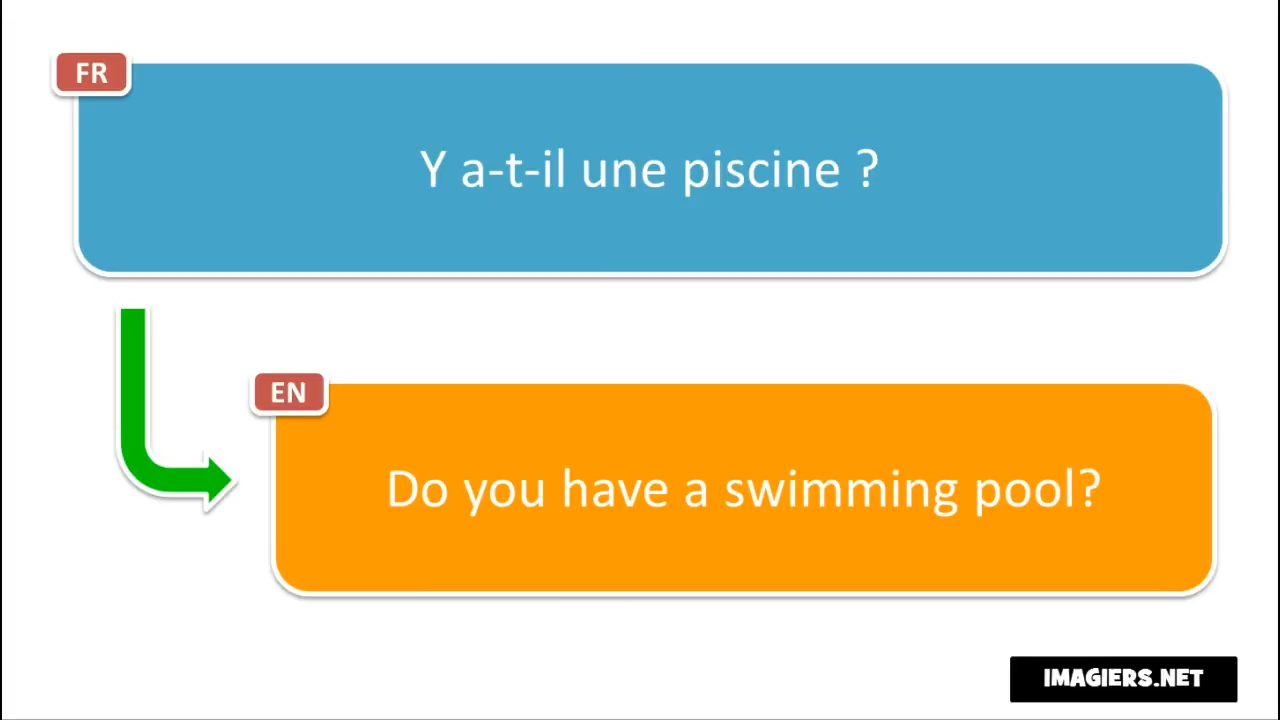 FR
Y a-t-il une piscine ?
EN
Do you have a swimming pool?
IMAGIERS.NET